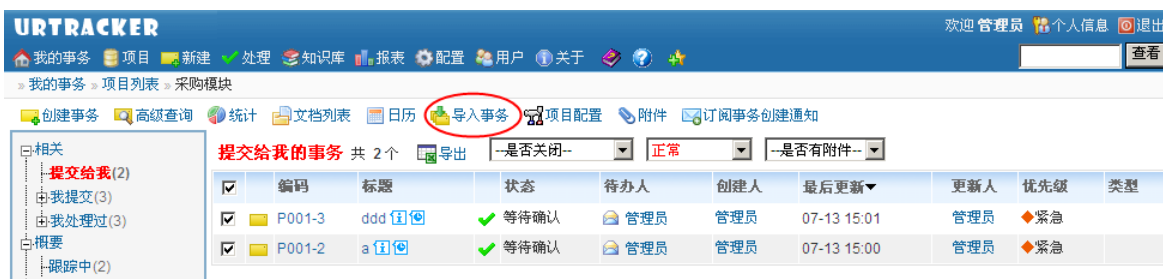 URTRACKER 欢迎 管理员 个人信息 退出
我的事务 项目 新建 处理 知识库 报表 配置 用户 关于 查看
» 我的事务 » 项目列表 » 采购模块
创建事务 高级查询 统计 文档列表 日历 导入事务 项目配置 附件 订阅事务创建通知
相关
提交给我(2)
我提交(3)
我处理过(3)
概要
跟踪中(2)
提交给我的事务 共 2个 导出 --是否关闭-- 正常 --是否有附件--
编码 标题 状态 待办人 创建人 最后更新▼ 更新人 优先级 类型
P001-3 ddd 等待确认 管理员 管理员 07-13 15:01 管理员 ◆紧急
P001-2 a 等待确认 管理员 管理员 07-13 15:00 管理员 ◆紧急